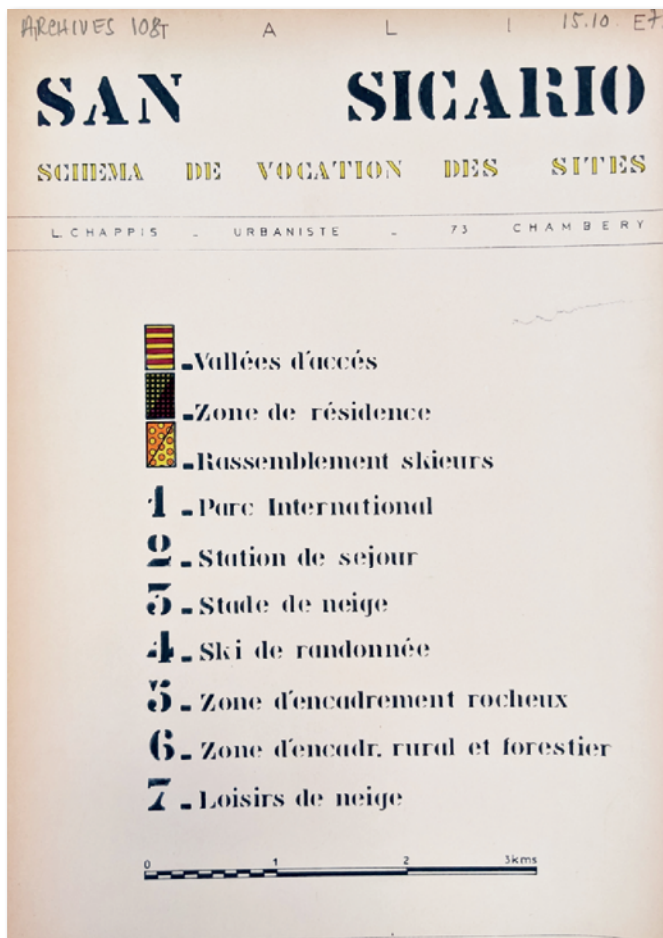 ARCHIVES 108T A L I 15.10. E7
SAN SICARIO
SCHEMA DE VOCATION DES SITES
L. CHAPPIS - URBANISTE - 73 CHAMBERY
- Vallées d'accés
- Zone de résidence
- Rassemblement skieurs
1 - Parc International
2 - Station de sejour
3 - Stade de neige
4 - Ski de randonnée
5 - Zone d'encadrement rocheux
6 - Zone d'encadr. rural et forestier
7 - Loisirs de neige
0 1 2 3kms